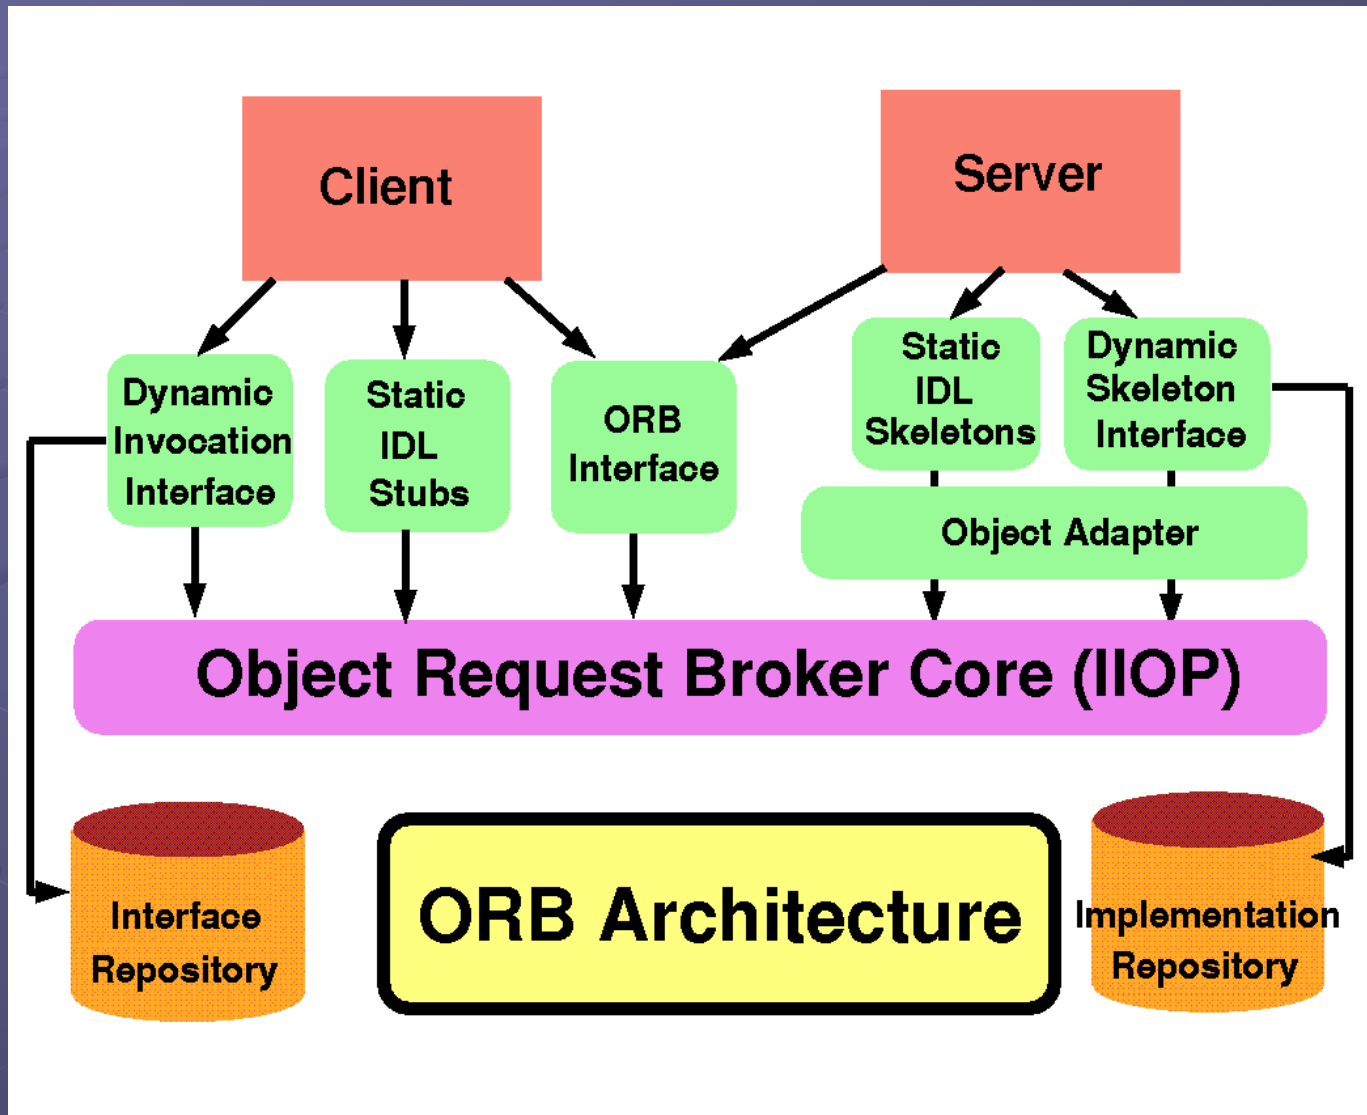 Client
Server
Dynamic
Invocation
Interface
Static
IDL
Stubs
ORB
Interface
Static
IDL
Skeletons
Dynamic
Skeleton
Interface
Object Adapter
Object Request Broker Core (IIOP)
Interface
Repository
ORB Architecture
Implementation
Repository